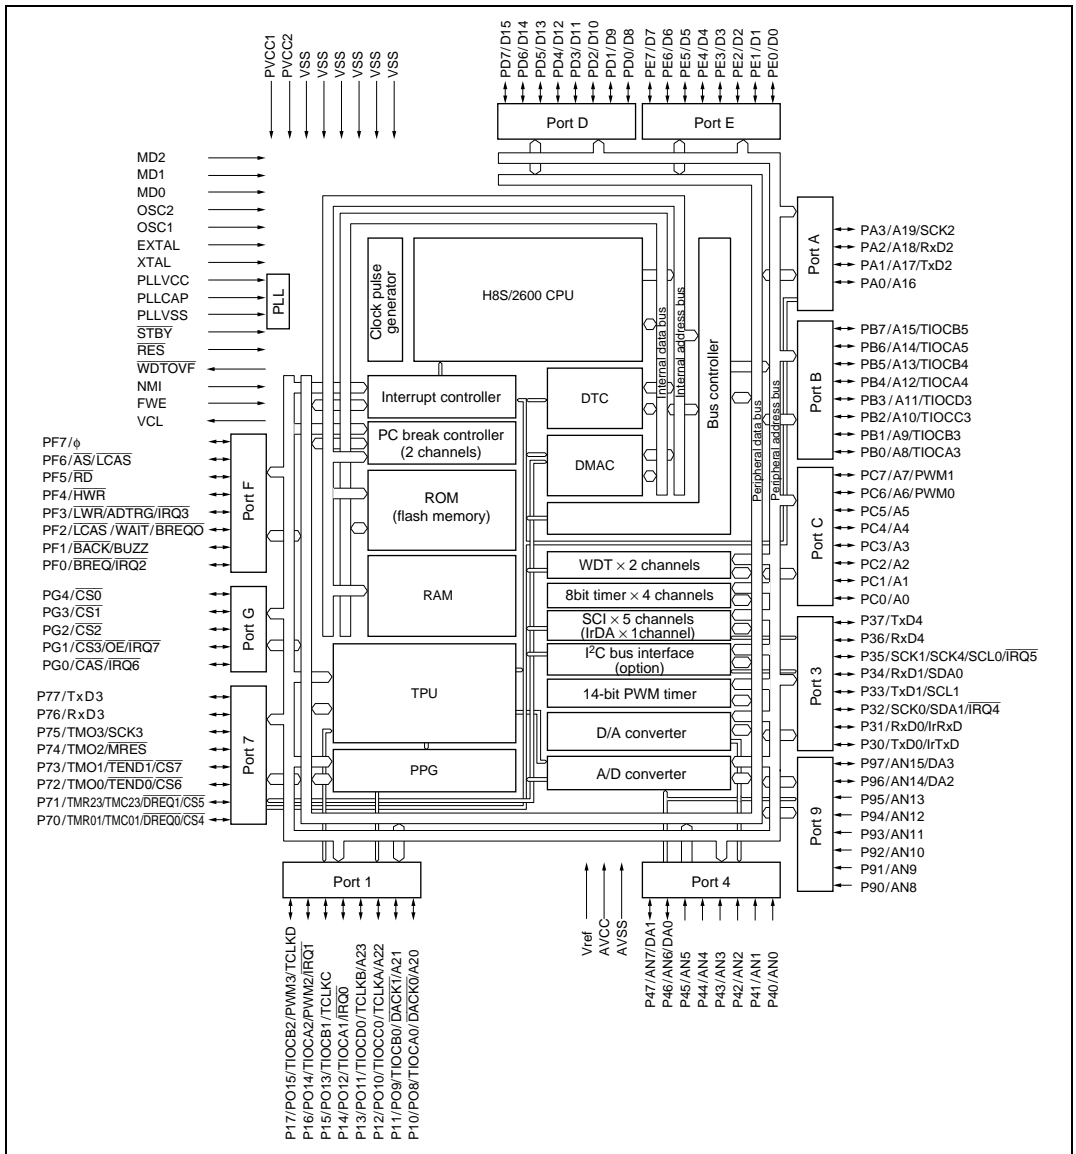 PVCC1
PVCC2
VSS
VSS
VSS
VSS
VSS
VSS
PD7/D15
PD6/D14
PD5/D13
PD4/D12
PD3/D11
PD2/D10
PD1/D9
PD0/D8
PE7/D7
PE6/D6
PE5/D5
PE4/D4
PE3/D3
PE2/D2
PE1/D1
PE0/D0
Port D
Port E
MD2
MD1
MD0
OSC2
OSC1
EXTAL
XTAL
PLLVCC
PLLCAP
PLLVSS
STBY
RES
WDTOVF
NMI
FWE
VCL
PLL
Clock pulse
generator
H8S/2600 CPU
Internal data bus
Internal address bus
Bus controller
Peripheral data bus
Peripheral address bus
Interrupt controller
PC break controller
(2 channels)
ROM
(flash memory)
RAM
DTC
DMAC
TPU
PPG
WDT × 2 channels
8bit timer × 4 channels
SCI × 5 channels
(IrDA × 1channel)
I²C bus interface
(option)
14-bit PWM timer
D/A converter
A/D converter
Port A
PA3/A19/SCK2
PA2/A18/RxD2
PA1/A17/TxD2
PA0/A16
Port B
PB7/A15/TIOCB5
PB6/A14/TIOCA5
PB5/A13/TIOCB4
PB4/A12/TIOCA4
PB3/A11/TIOCD3
PB2/A10/TIOCC3
PB1/A9/TIOCB3
PB0/A8/TIOCA3
Port C
PC7/A7/PWM1
PC6/A6/PWM0
PC5/A5
PC4/A4
PC3/A3
PC2/A2
PC1/A1
PC0/A0
Port 3
P37/TxD4
P36/RxD4
P35/SCK1/SCK4/SCL0/IRQ5
P34/RxD1/SDA0
P33/TxD1/SCL1
P32/SCK0/SDA1/IRQ4
P31/RxD0/IrRxD
P30/TxD0/IrTxD
Port 9
P97/AN15/DA3
P96/AN14/DA2
P95/AN13
P94/AN12
P93/AN11
P92/AN10
P91/AN9
P90/AN8
Port F
PF7/ϕ
PF6/AS/LCAS
PF5/RD
PF4/HWR
PF3/LWR/ADTRG/IRQ3
PF2/LCAS/WAIT/BREQO
PF1/BACK/BUZZ
PF0/BREQ/IRQ2
Port G
PG4/CS0
PG3/CS1
PG2/CS2
PG1/CS3/OE/IRQ7
PG0/CAS/IRQ6
Port 7
P77/TxD3
P76/RxD3
P75/TMO3/SCK3
P74/TMO2/MRES
P73/TMO1/TEND1/CS7
P72/TMO0/TEND0/CS6
P71/TMR23/TMC23/DREQ1/CS5
P70/TMR01/TMC01/DREQ0/CS4
Port 1
P17/PO15/TIOCB2/PWM3/TCLKD
P16/PO14/TIOCA2/PWM2/IRQ1
P15/PO13/TIOCB1/TCLKC
P14/PO12/TIOCA1/IRQ0
P13/PO11/TIOCD0/TCLKB/A23
P12/PO10/TIOCC0/TCLKA/A22
P11/PO9/TIOCB0/DACK1/A21
P10/PO8/TIOCA0/DACK0/A20
Vref
AVCC
AVSS
Port 4
P47/AN7/DA1
P46/AN6/DA0
P45/AN5
P44/AN4
P43/AN3
P42/AN2
P41/AN1
P40/AN0